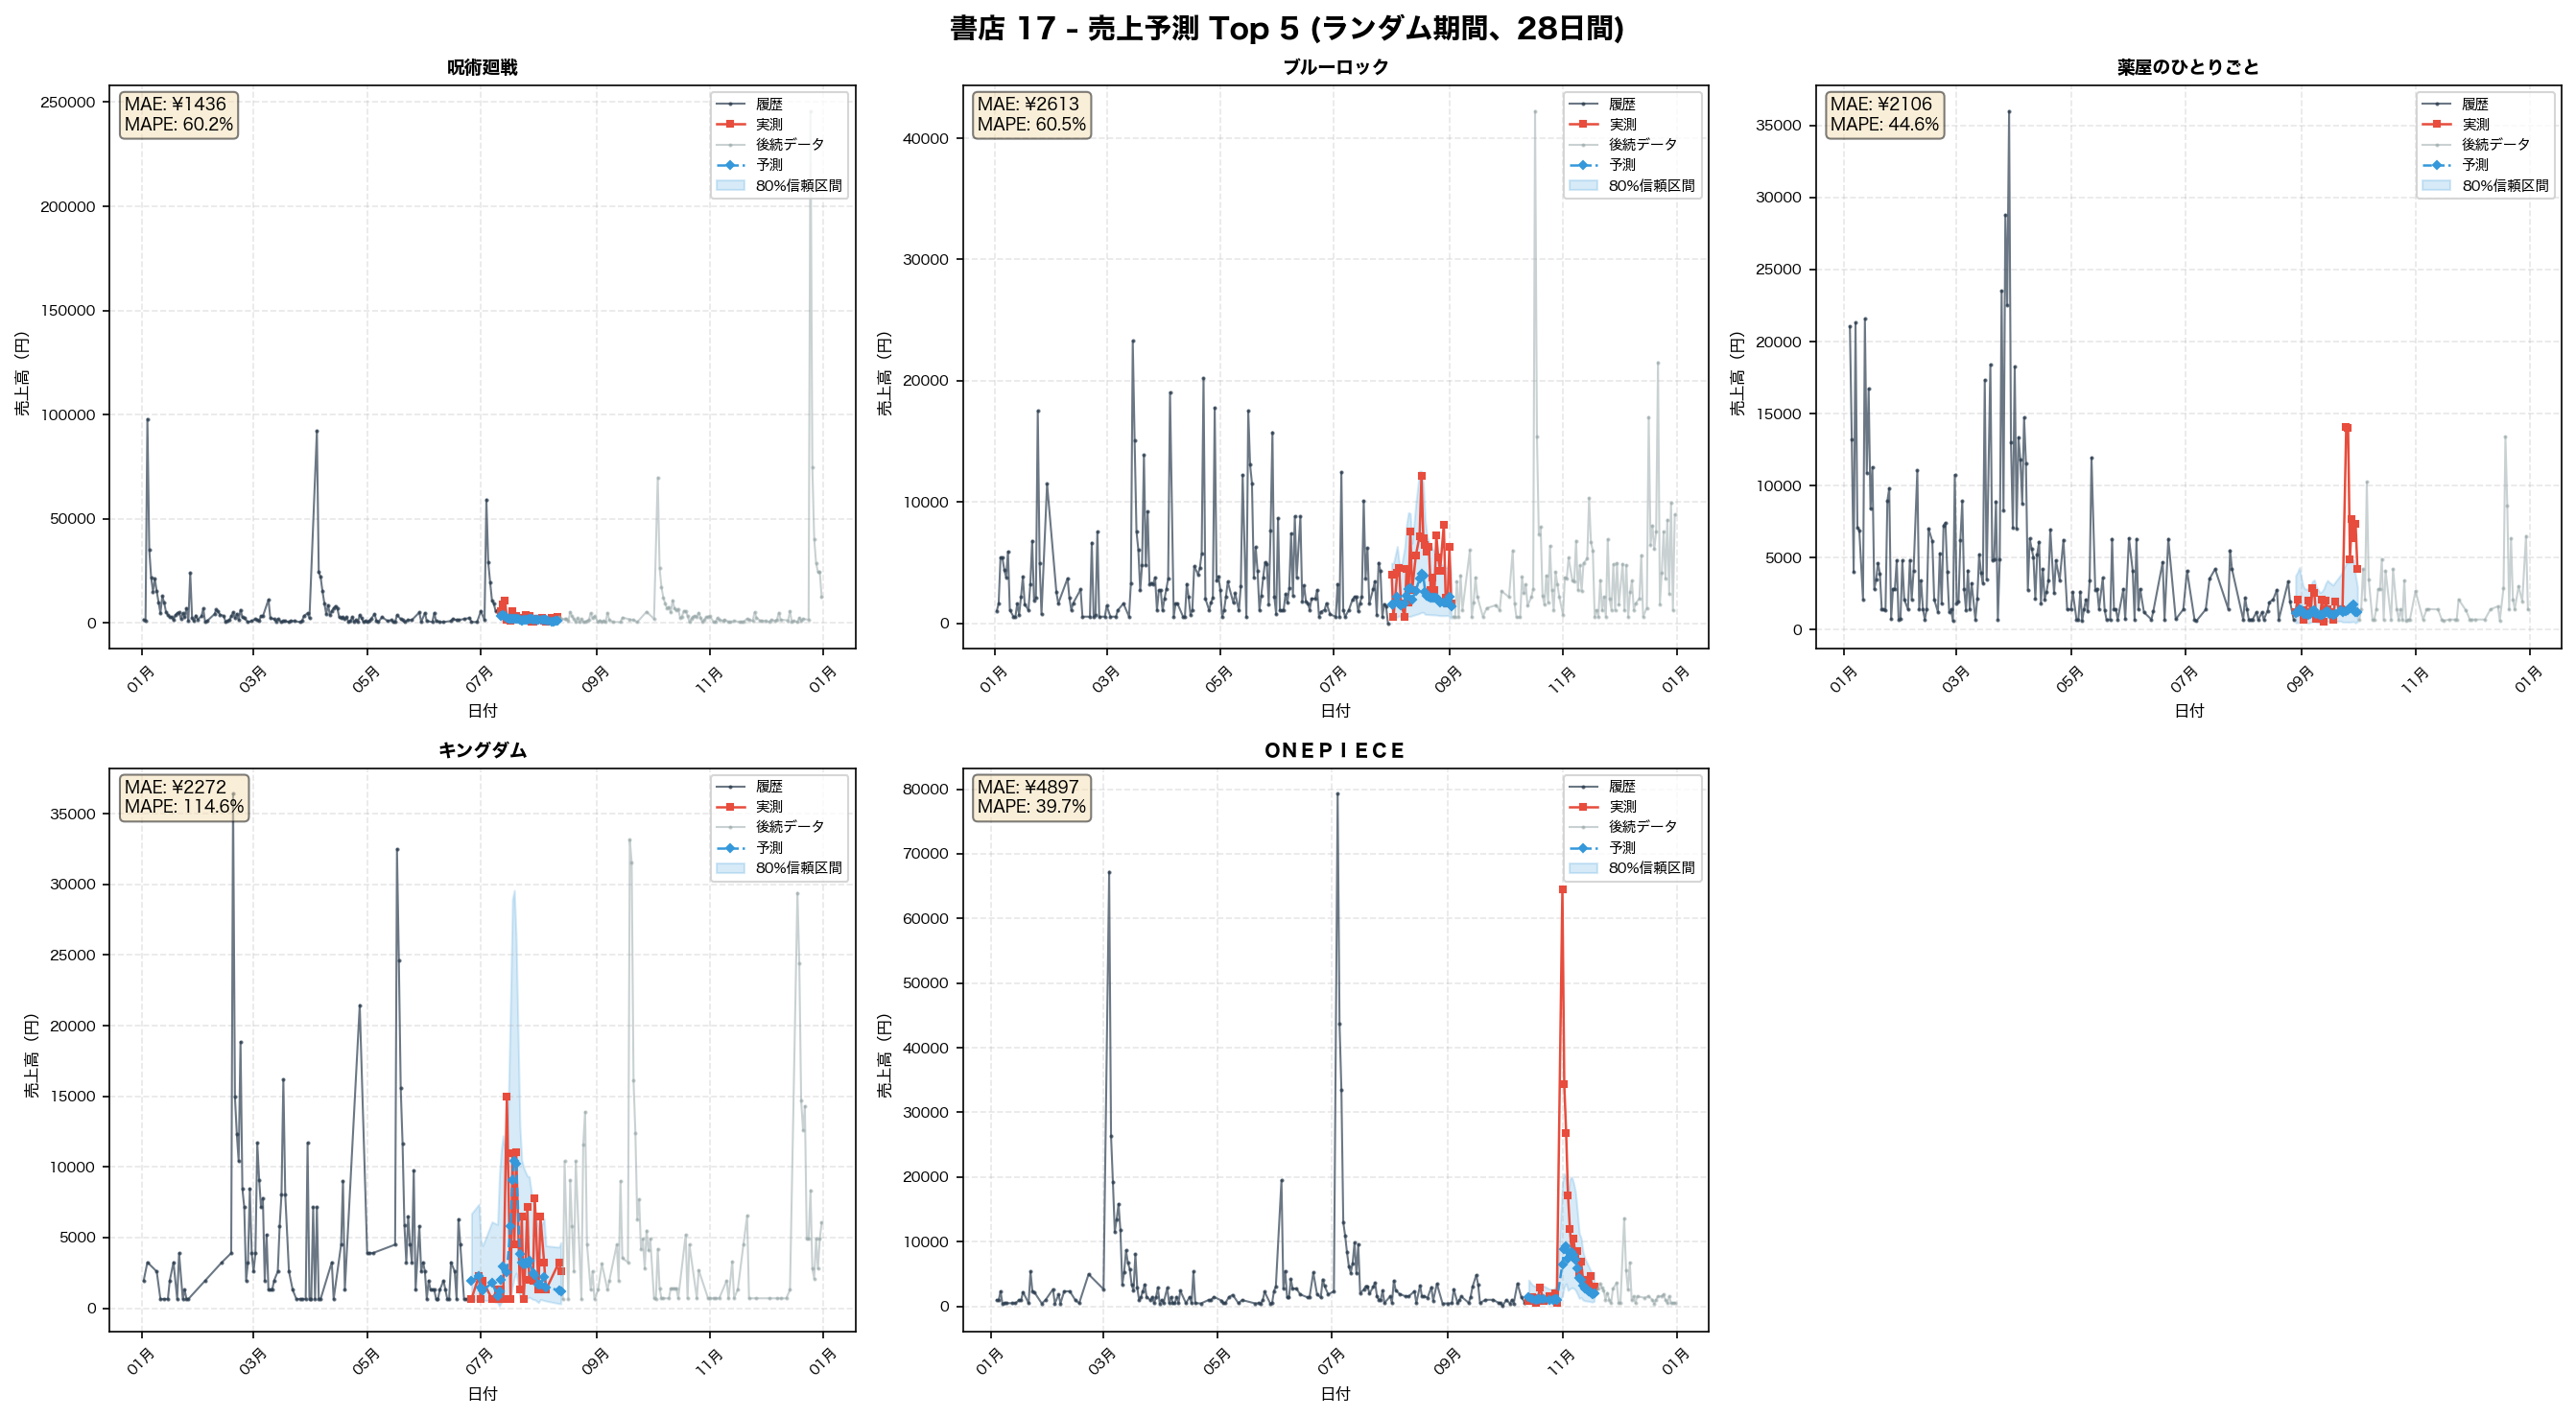 書店 17 - 売上予測 Top 5 (ランダム期間、28日間)
呪術廻戦
MAE: ¥1436
MAPE: 60.2%
履歴
実測
後続データ
予測
80%信頼区間
250000
200000
150000
100000
50000
0
売上高（円）
01月
03月
05月
07月
09月
11月
01月
日付
ブルーロック
MAE: ¥2613
MAPE: 60.5%
履歴
実測
後続データ
予測
80%信頼区間
40000
30000
20000
10000
0
売上高（円）
01月
03月
05月
07月
09月
11月
01月
日付
薬屋のひとりごと
MAE: ¥2106
MAPE: 44.6%
履歴
実測
後続データ
予測
80%信頼区間
35000
30000
25000
20000
15000
10000
5000
0
売上高（円）
01月
03月
05月
07月
09月
11月
01月
日付
キングダム
MAE: ¥2272
MAPE: 114.6%
履歴
実測
後続データ
予測
80%信頼区間
35000
30000
25000
20000
15000
10000
5000
0
売上高（円）
01月
03月
05月
07月
09月
11月
01月
日付
ＯＮＥＰＩＥＣＥ
MAE: ¥4897
MAPE: 39.7%
履歴
実測
後続データ
予測
80%信頼区間
80000
70000
60000
50000
40000
30000
20000
10000
0
売上高（円）
01月
03月
05月
07月
09月
11月
01月
日付